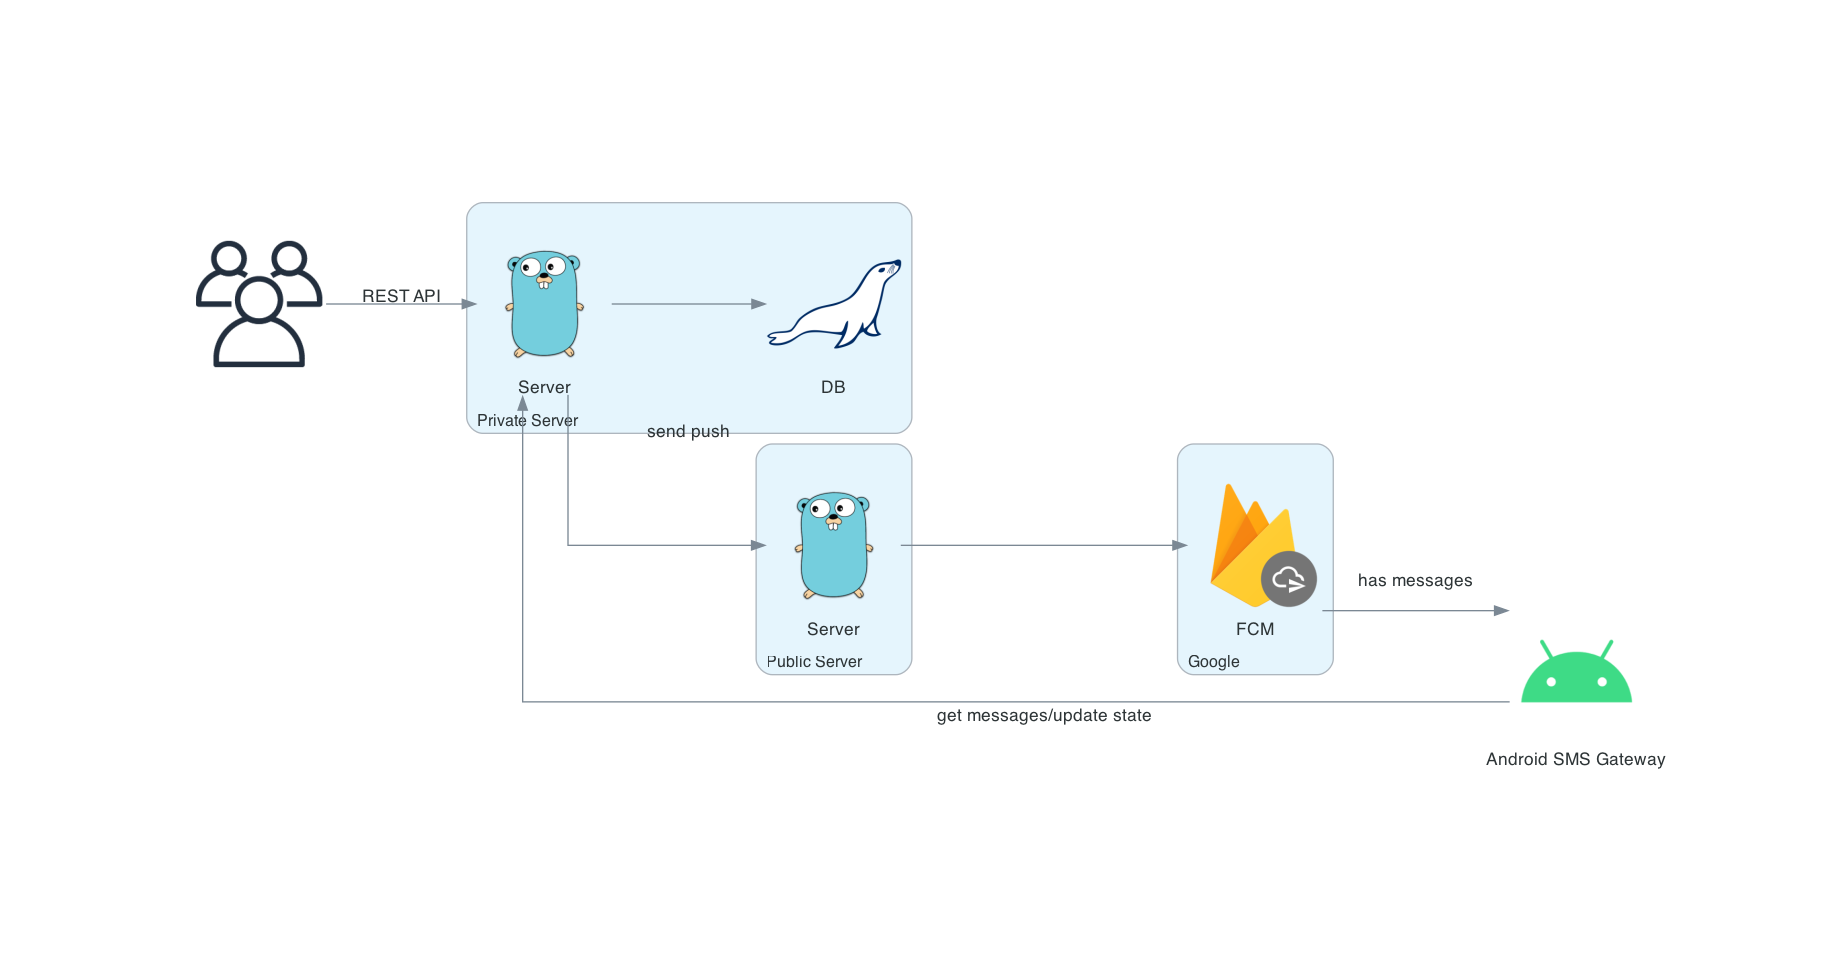 REST API
Server
DB
Private Server
send push
Server
Public Server
FCM
Google
has messages
get messages/update state
Android SMS Gateway